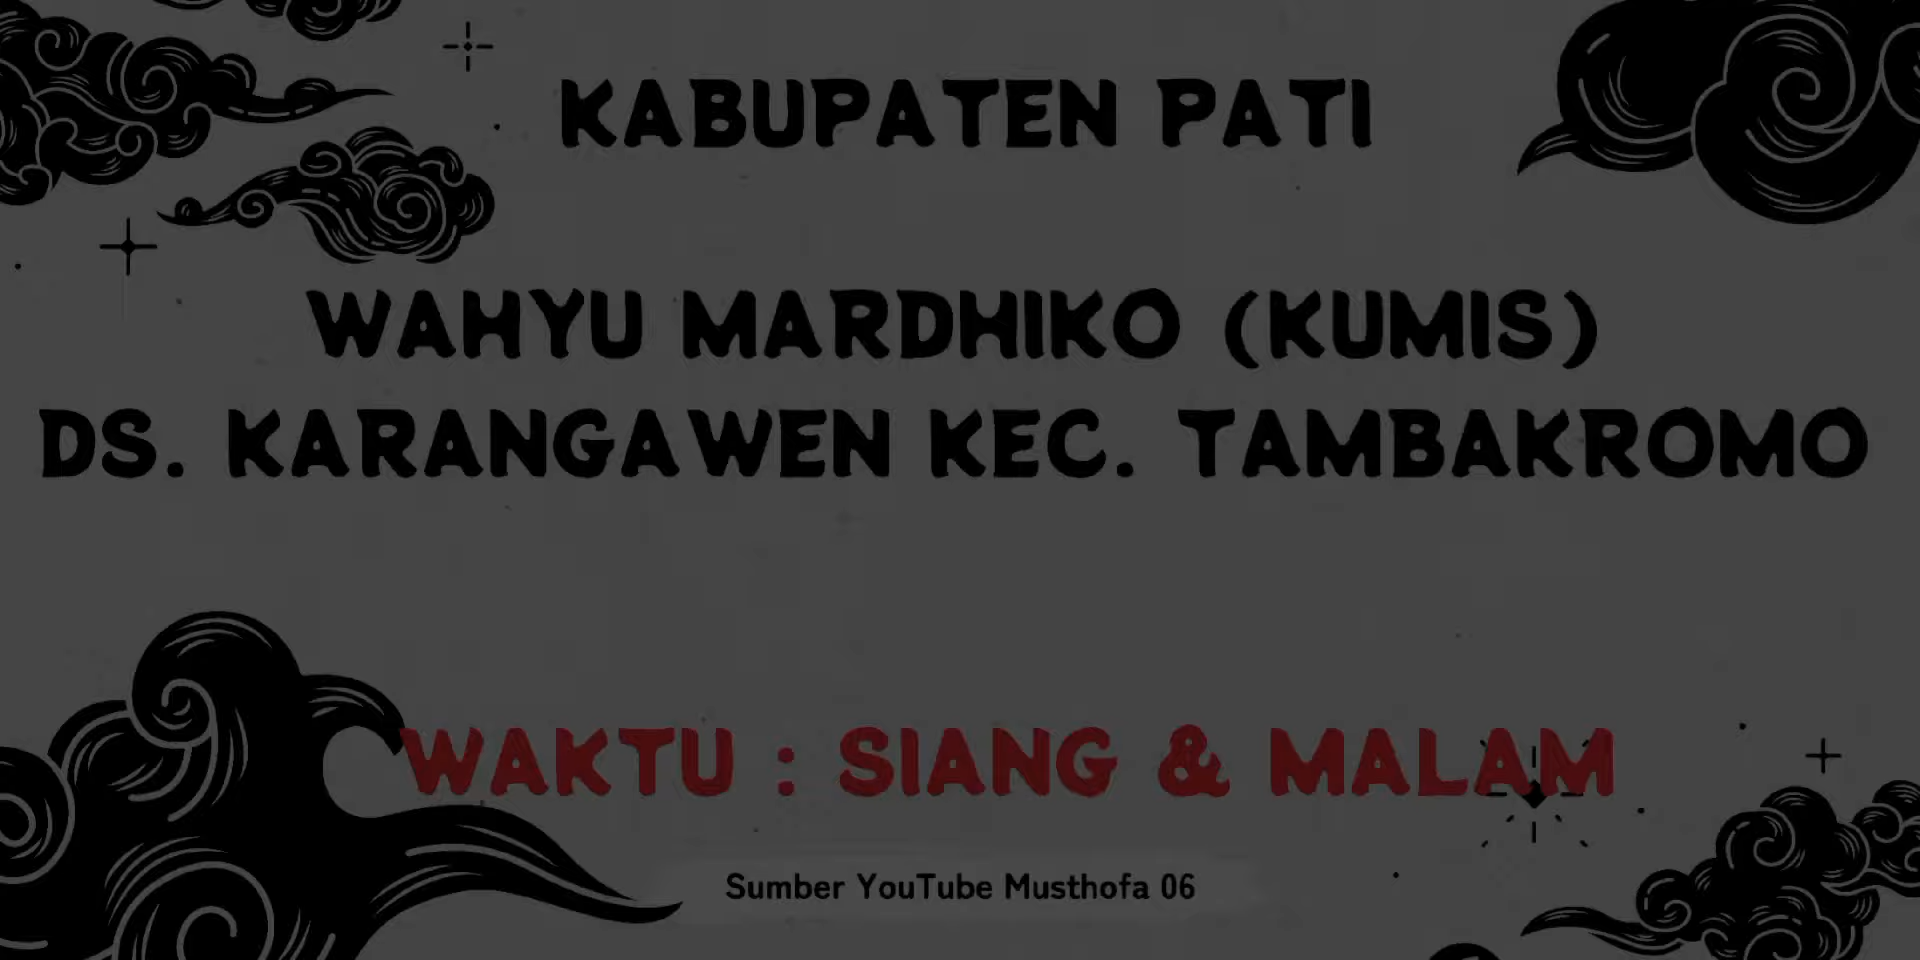 KABUPATEN PATI
WAHYU MARDHIKO (KUMIS)
DS. KARANGAWEN KEC. TAMBAKROMO
WAKTU : SIANG & MALAM
Sumber YouTube Musthofa 06